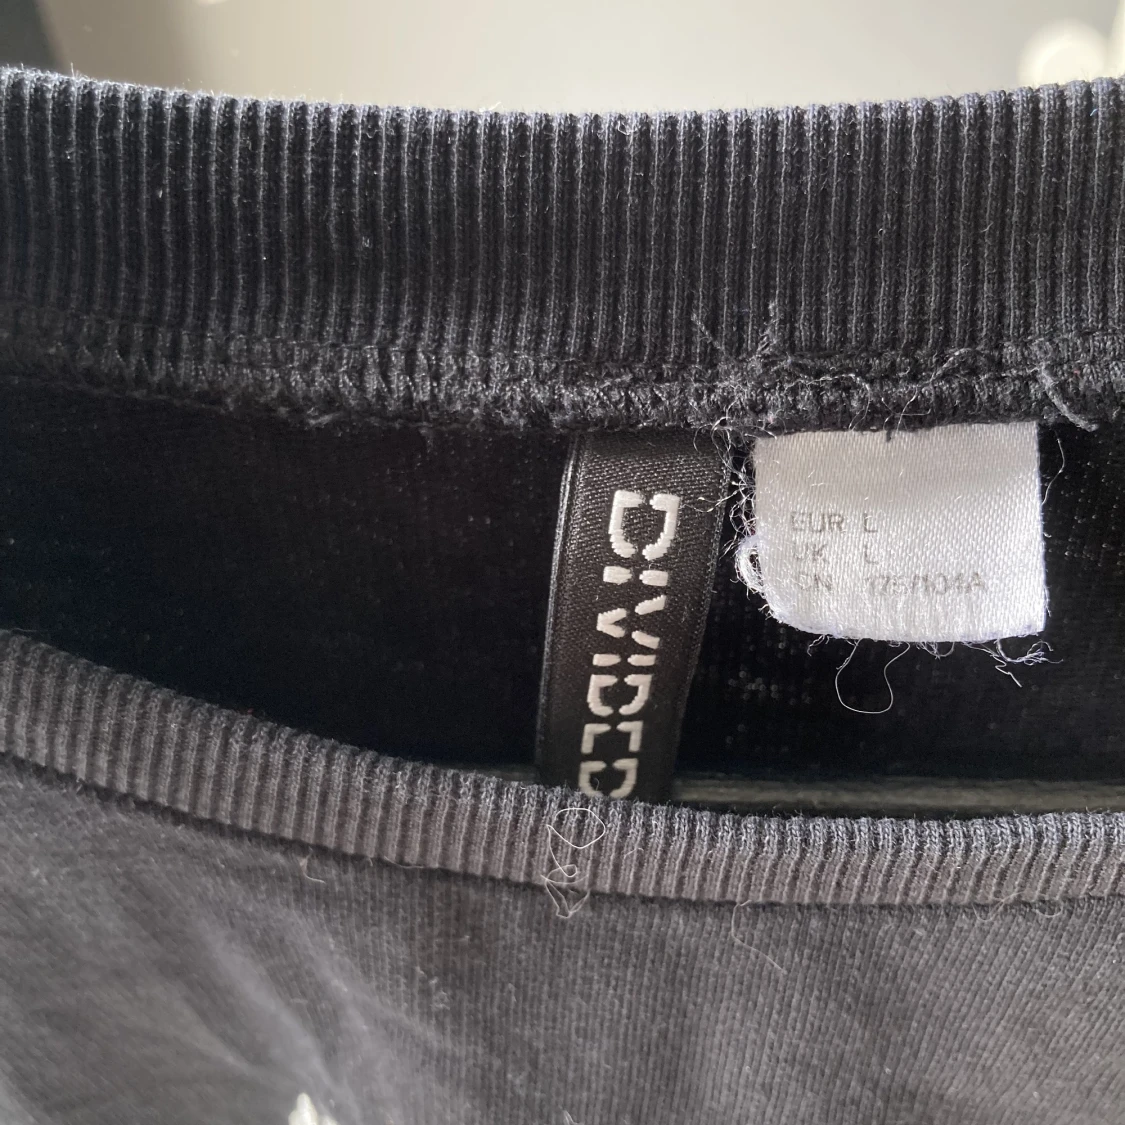 DIVIDED
EUR L
UK L
CN 175/104A